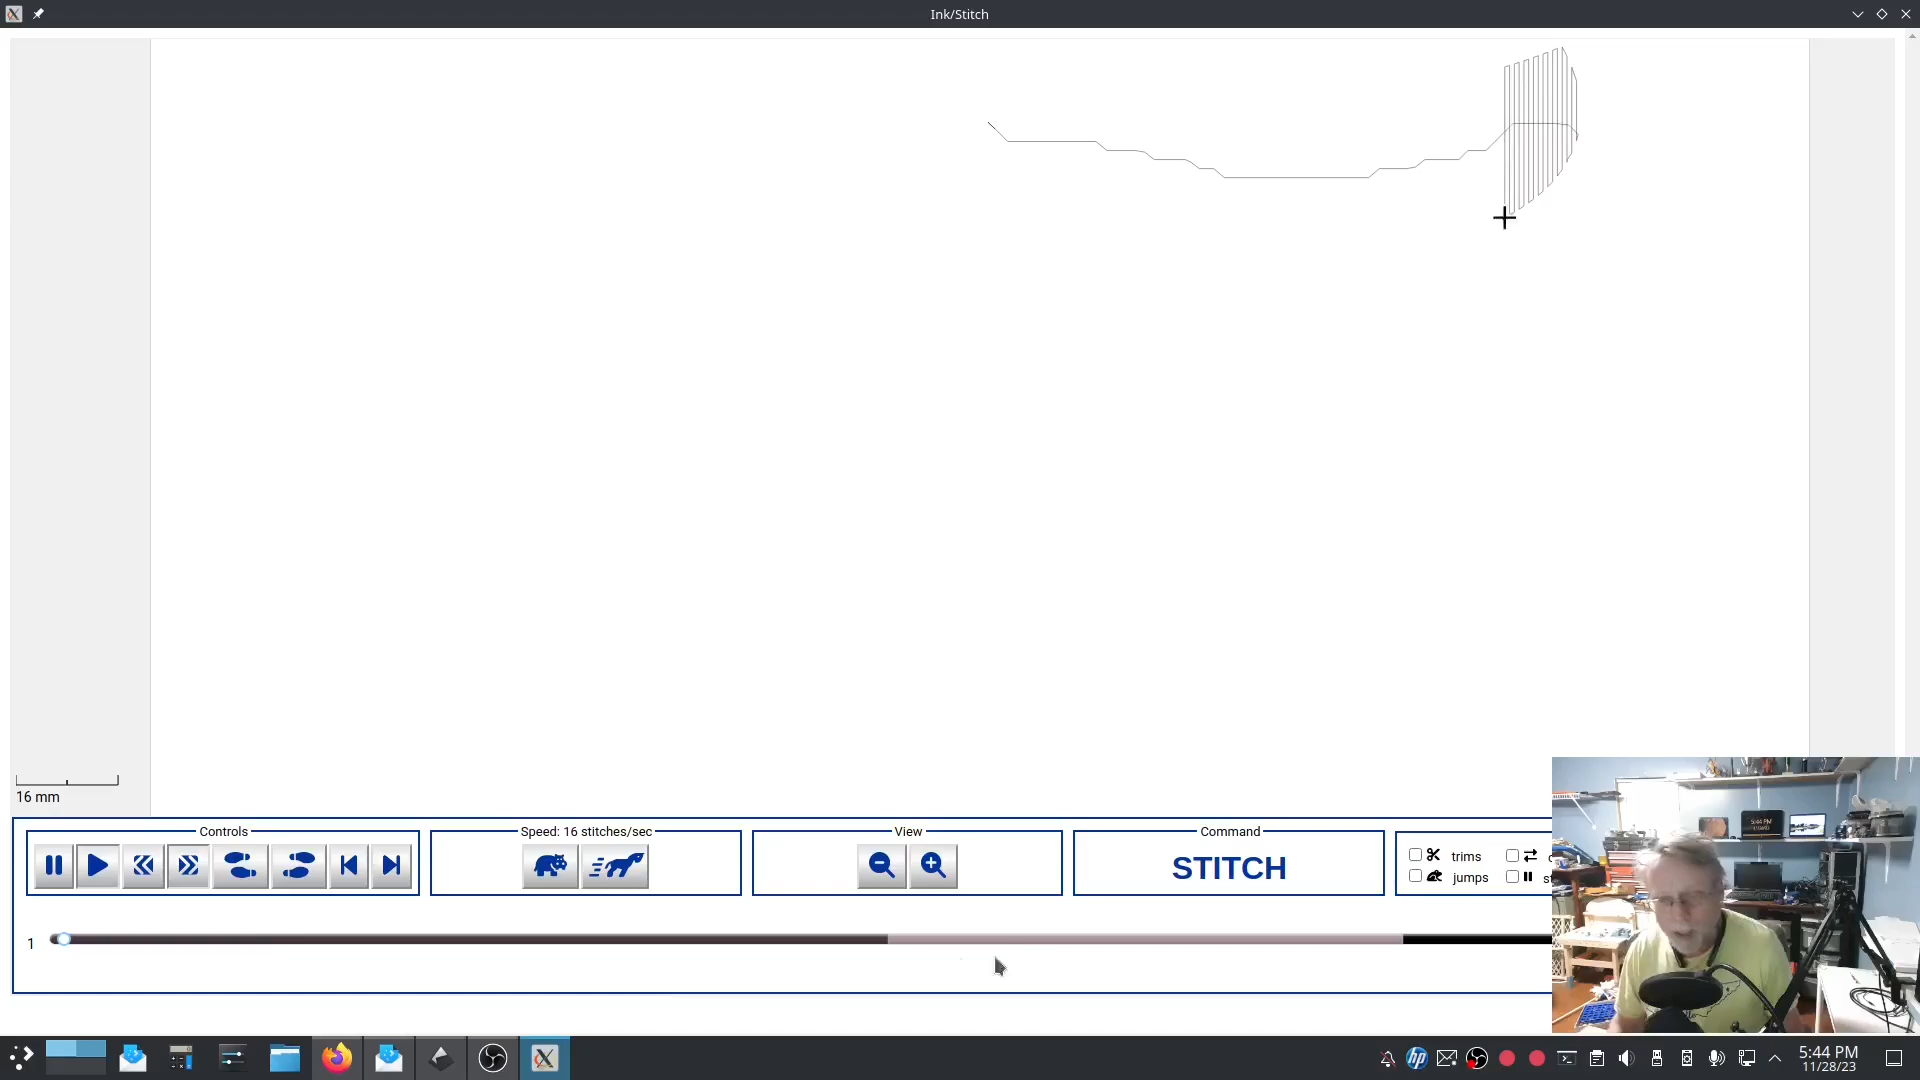 Ink/Stitch
16 mm
Controls
Speed: 16 stitches/sec
View
Command
STITCH
trims
jumps
1
hp
5:44 PM
11/28/23